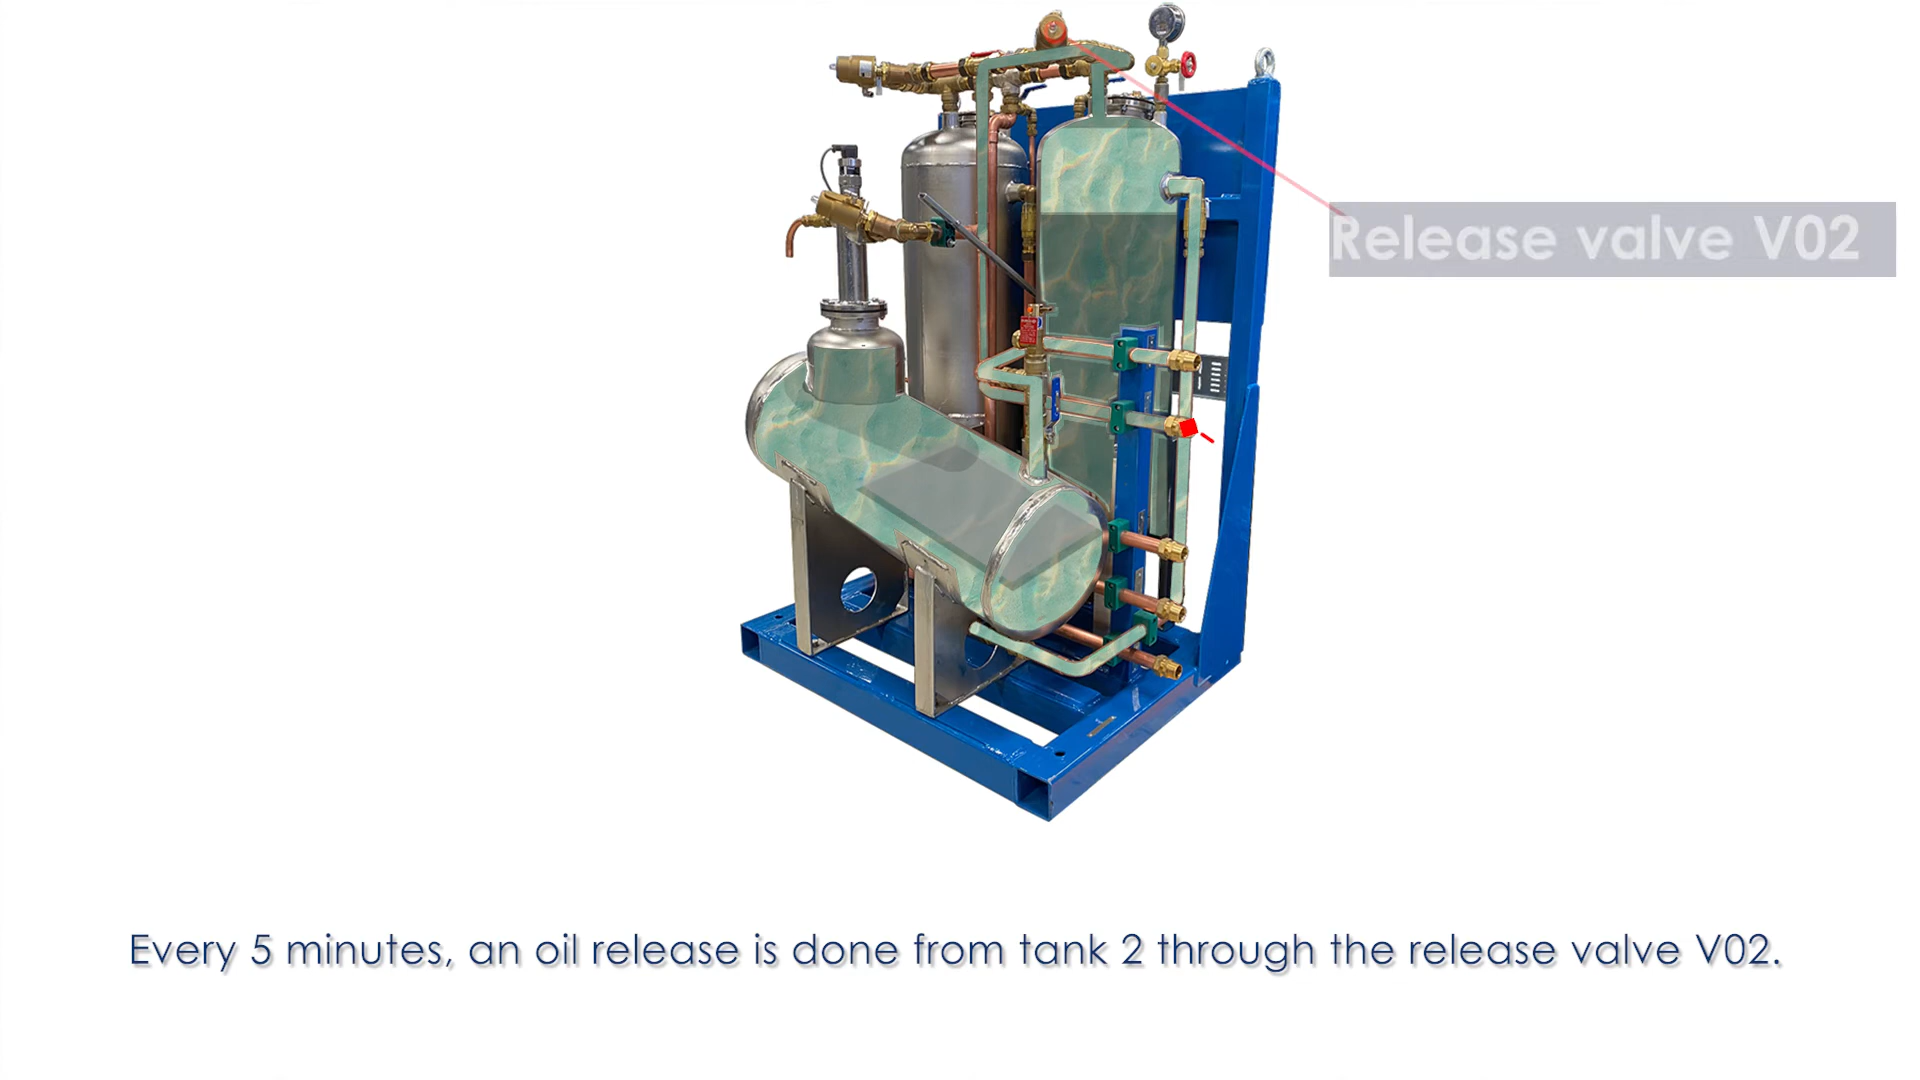 Release valve V02
Every 5 minutes, an oil release is done from tank 2 through the release valve V02.